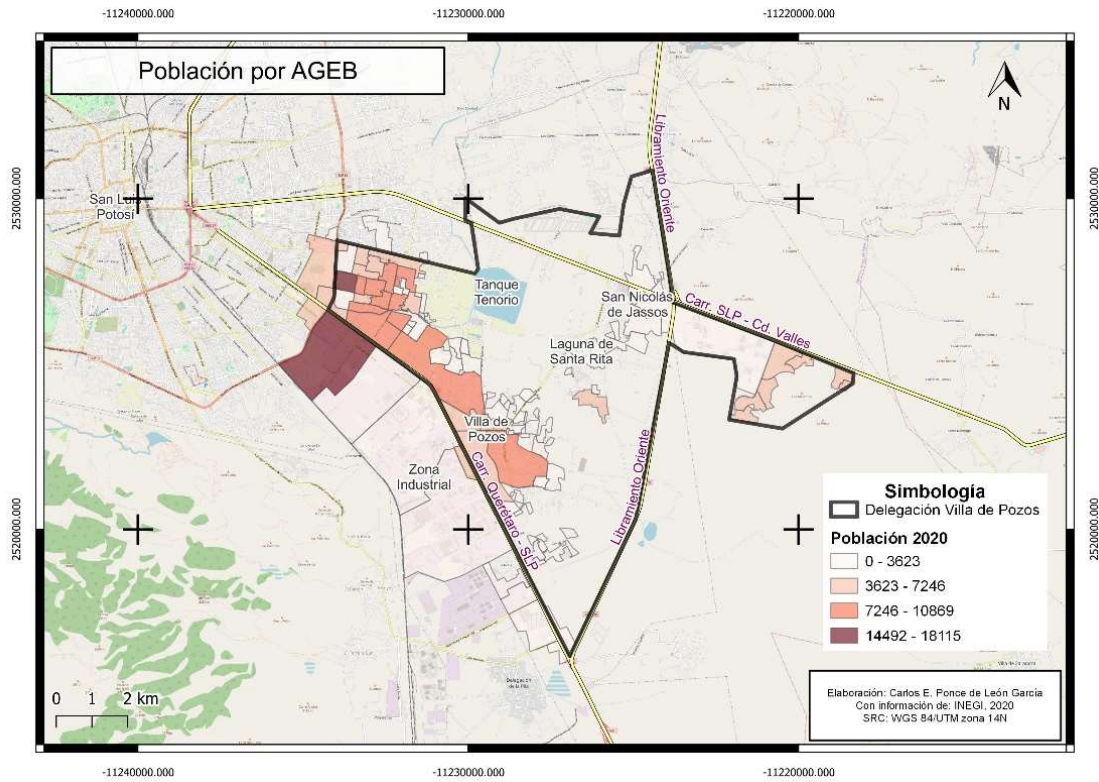 -11240000.000
-11230000.000
-11220000.000
Población por AGEB
N
2530000.000
2530000.000
San Luis
Potosí
Libramiento Oriente
Tanque
Tenorio
San Nicolás
de Jassos
Carr. SLP - Cd. Valles
Laguna de
Santa Rita
Villa de
Pozos
Zona
Industrial
Carr. Querétaro - SLP
Libramiento Oriente
2520000.000
2520000.000
Simbología
Delegación Villa de Pozos
Población 2020
0 - 3623
3623 - 7246
7246 - 10869
14492 - 18115
Delegación
de la Pila
0 1 2 km
Elaboración: Carlos E. Ponce de León García
Con información de: INEGI, 2020
SRC: WGS 84/UTM zona 14N
-11240000.000
-11230000.000
-11220000.000